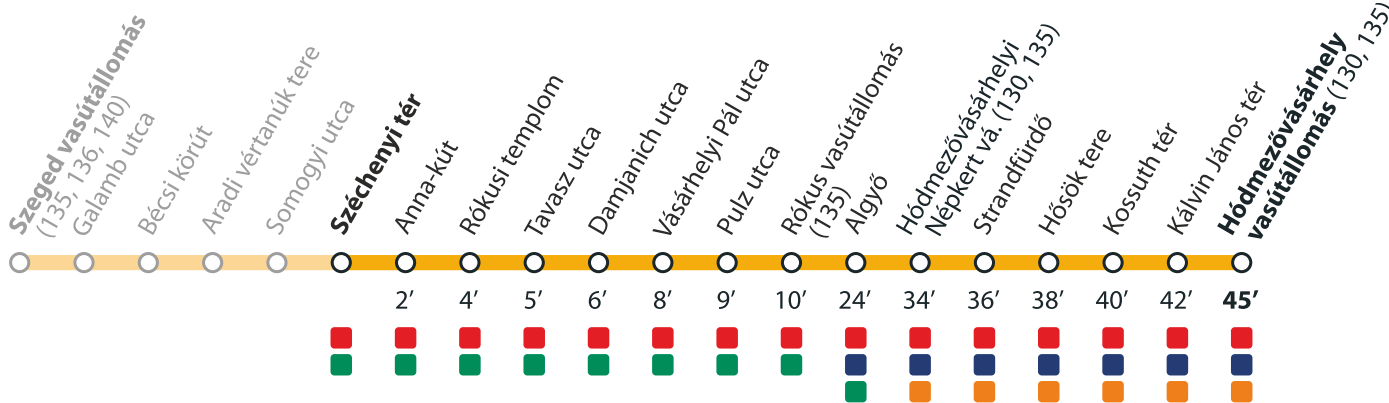 Szeged vasútállomás
(135, 136, 140)
Galamb utca
Bécsi körút
Aradi vértanúk tere
Somogyi utca
Széchenyi tér
Anna-kút
Rókusi templom
Tavasz utca
Damjanich utca
Vásárhelyi Pál utca
Pulz utca
Rókus vasútállomás
(135)
Algyő
Hódmezővásárhelyi
Népkert vá. (130, 135)
Strandfürdő
Hősök tere
Kossuth tér
Kálvin János tér
Hódmezővásárhely
vasútállomás (130, 135)
2′ 4′ 5′ 6′ 8′ 9′ 10′ 24′ 34′ 36′ 38′ 40′ 42′ 45′